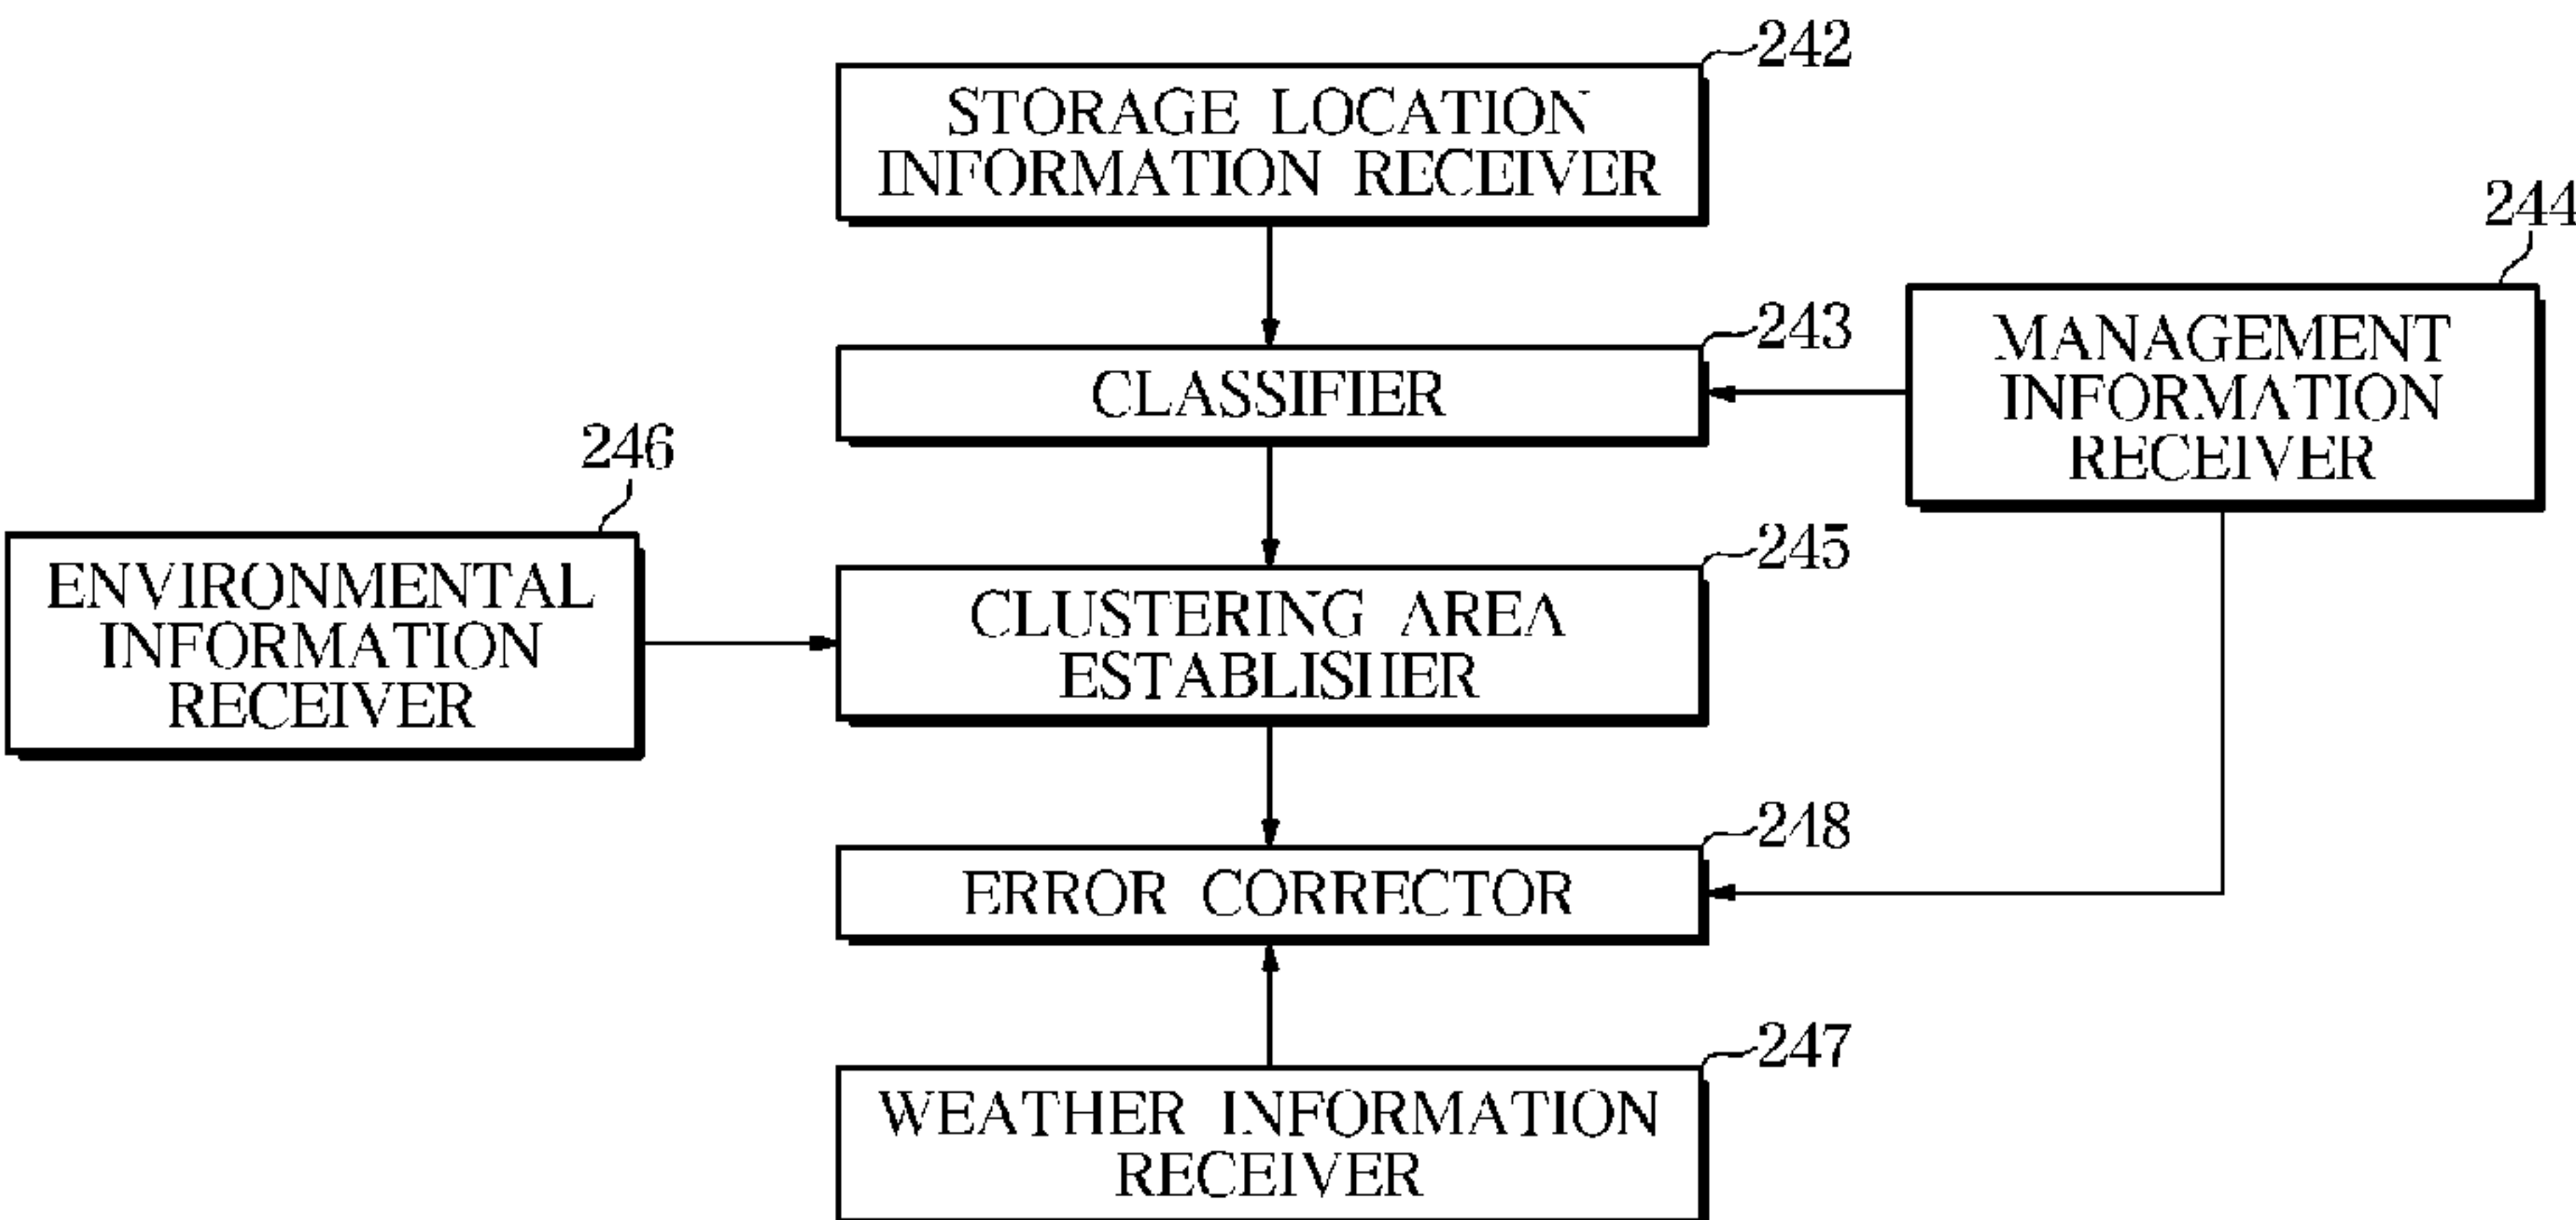 242
STORAGE LOCATION
INFORMATION RECEIVER
244
243
CLASSIFIER
MANAGEMENT
INFORMATION
RECEIVER
246
ENVIRONMENTAL
INFORMATION
RECEIVER
245
CLUSTERING AREA
ESTABLISHER
248
ERROR CORRECTOR
247
WEATHER INFORMATION
RECEIVER